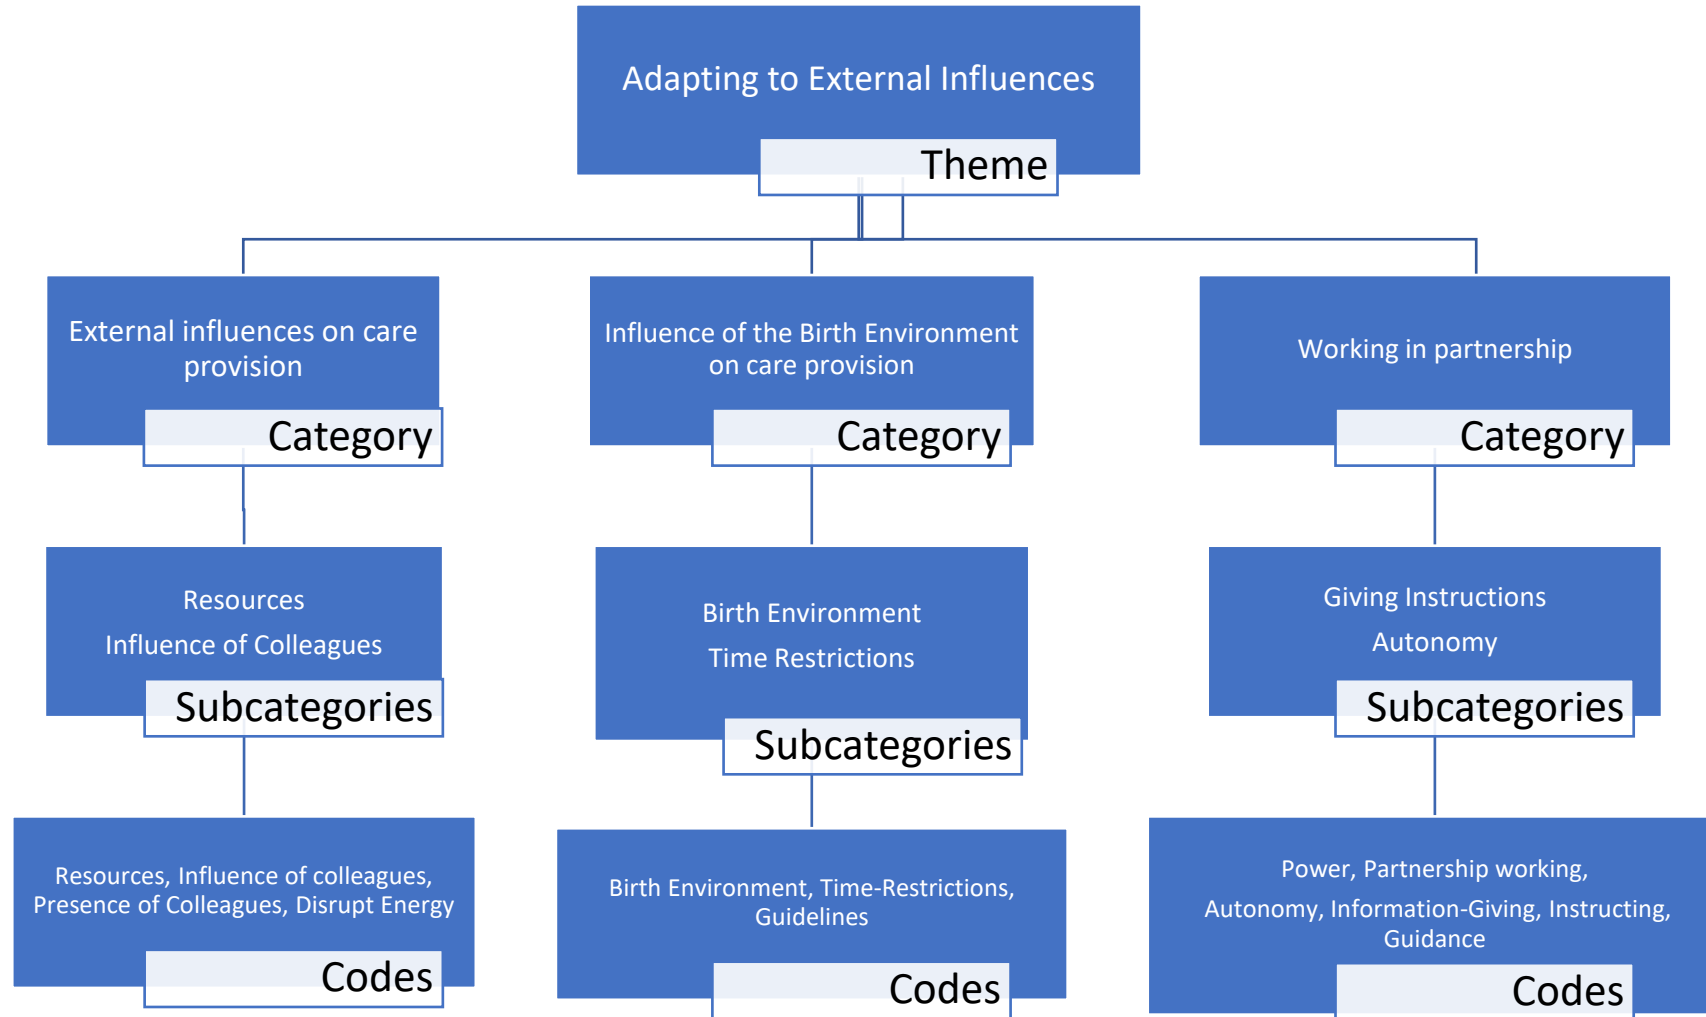 Adapting to External Influences
Theme
External influences on care
provision
Category
Influence of the Birth Environment
on care provision
Category
Working in partnership
Category
Resources
Influence of Colleagues
Subcategories
Birth Environment
Time Restrictions
Subcategories
Giving Instructions
Autonomy
Subcategories
Resources, Influence of colleagues,
Presence of Colleagues, Disrupt Energy
Codes
Birth Environment, Time-Restrictions,
Guidelines
Codes
Power, Partnership working,
Autonomy, Information-Giving, Instructing,
Guidance
Codes